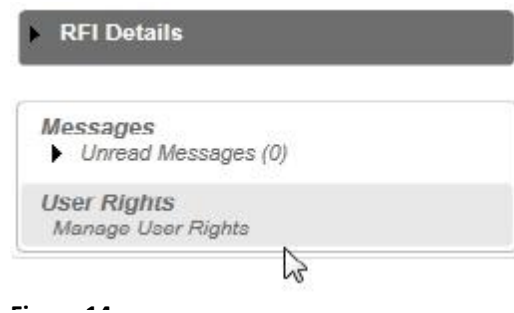 RFI Details
Messages
Unread Messages (0)
User Rights
Manage User Rights